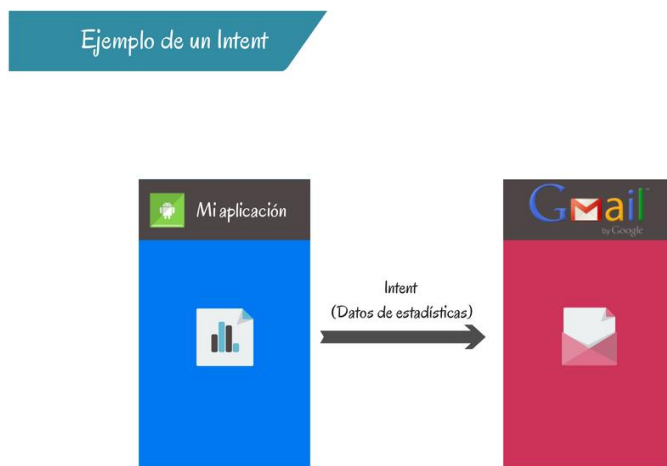 Ejemplo de un Intent
Mi aplicación
Gmail
by Google
Intent
(Datos de estadísticas)